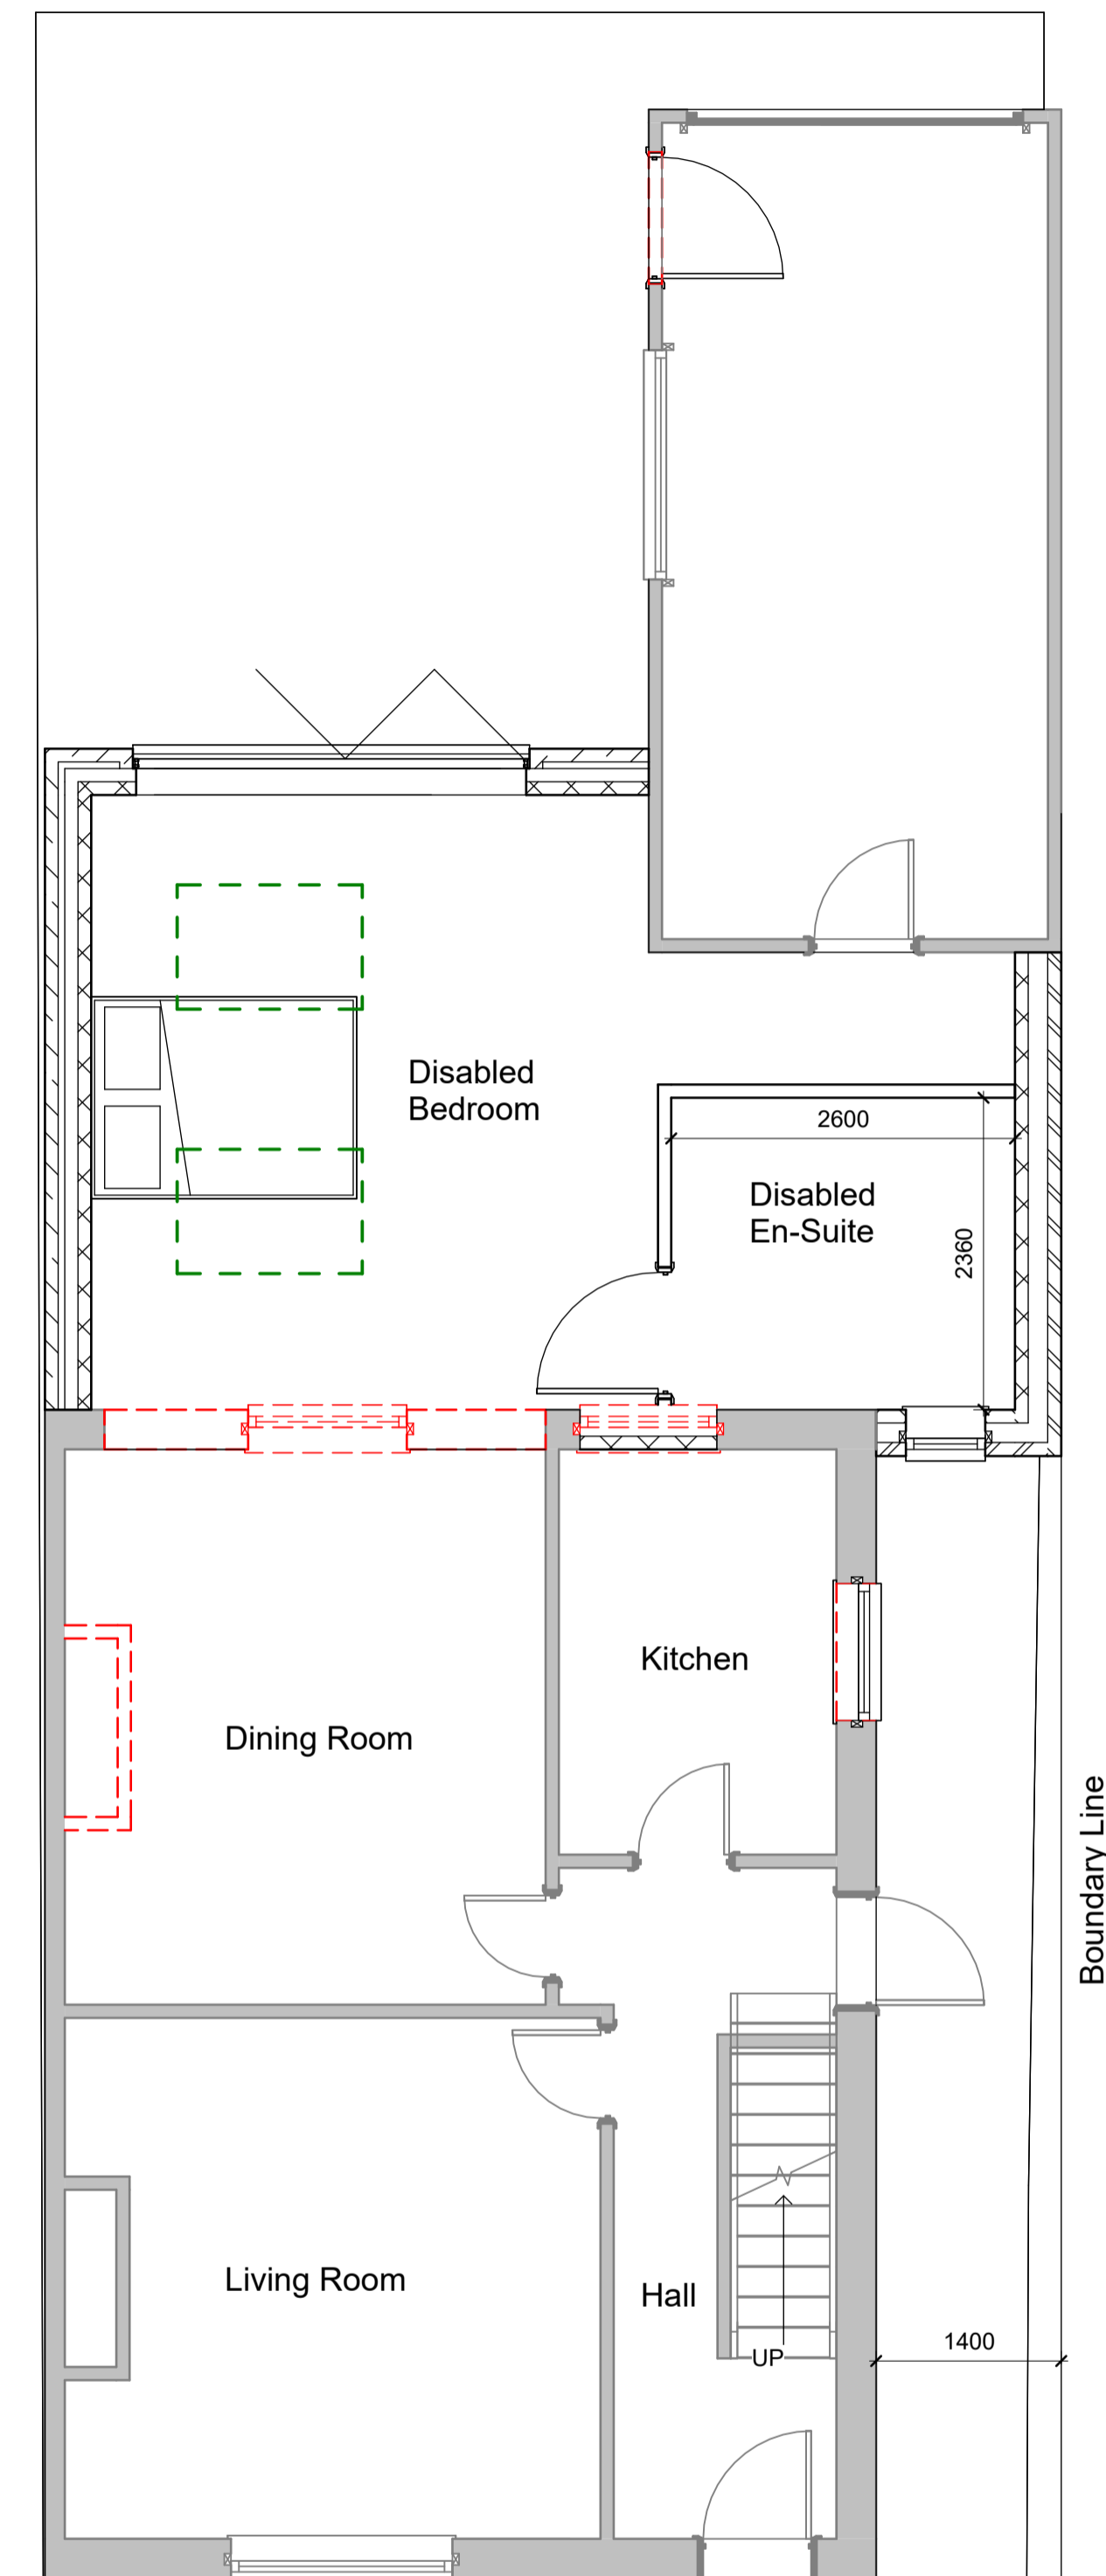 Disabled
Bedroom
2600
Disabled
En-Suite
2360
Kitchen
Dining Room
Boundary Line
Living Room
Hall
1400
UP